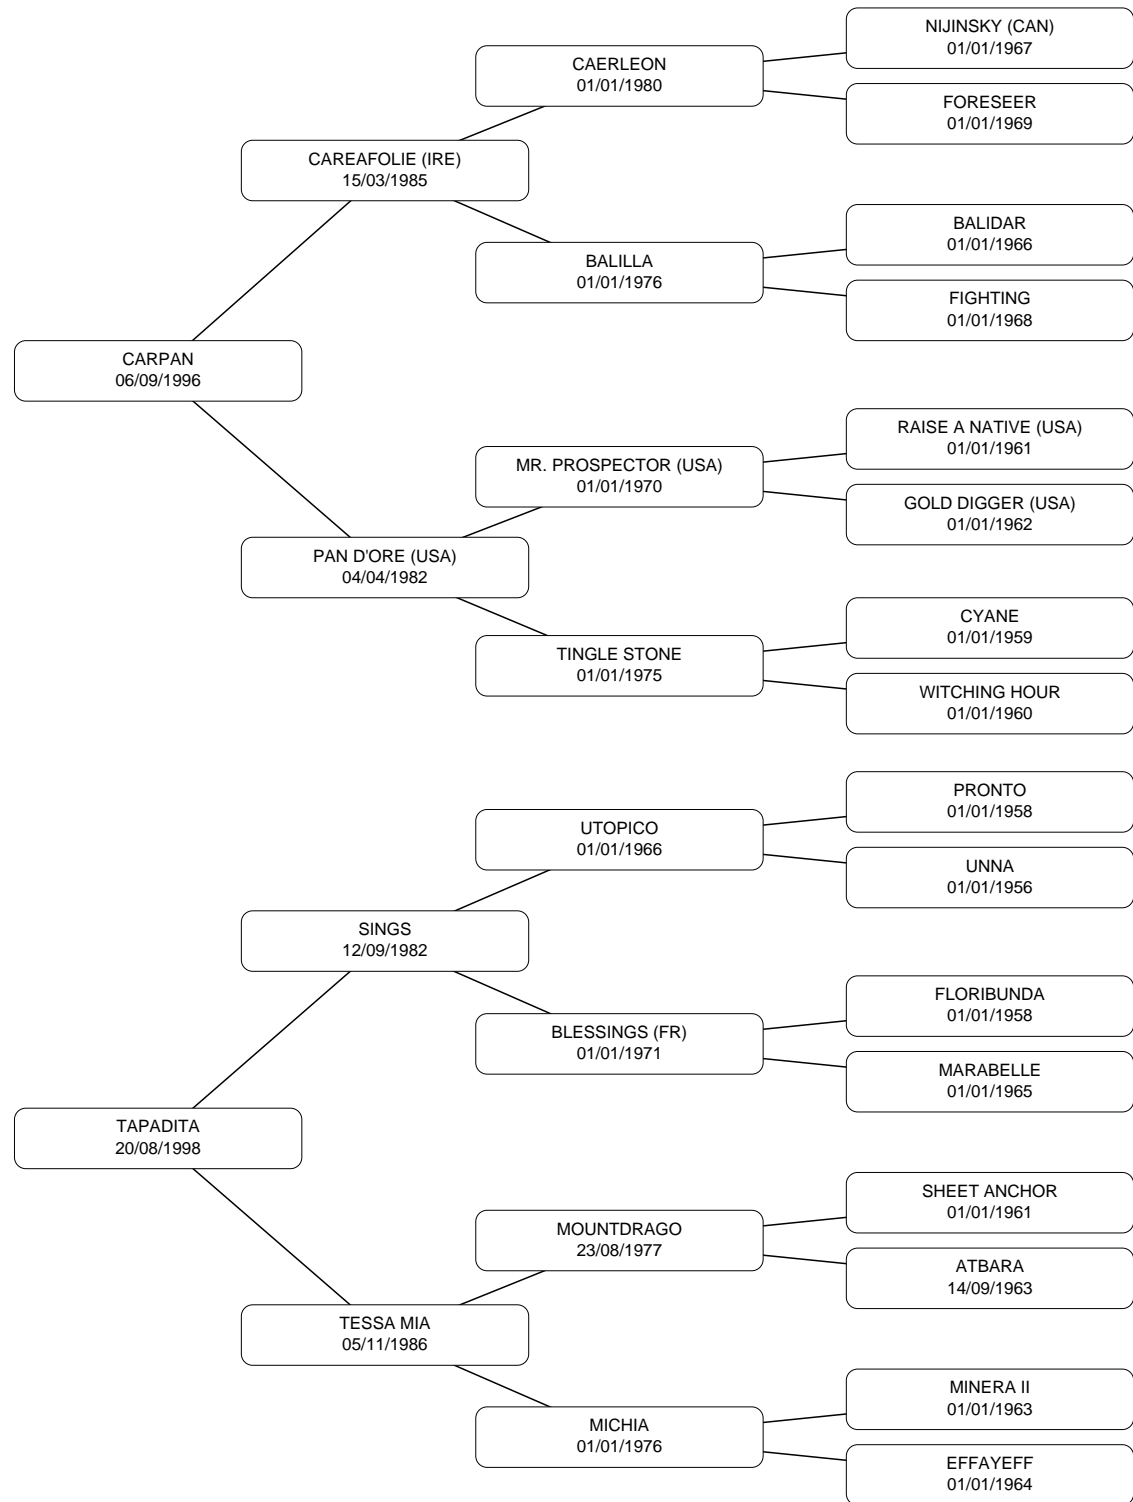 NIJINSKY (CAN)
01/01/1967
CAERLEON
01/01/1980
FORESEER
01/01/1969
CAREAFOLIE (IRE)
15/03/1985
BALIDAR
01/01/1966
BALILLA
01/01/1976
FIGHTING
01/01/1968
CARPAN
06/09/1996
RAISE A NATIVE (USA)
01/01/1961
MR. PROSPECTOR (USA)
01/01/1970
GOLD DIGGER (USA)
01/01/1962
PAN D'ORE (USA)
04/04/1982
CYANE
01/01/1959
TINGLE STONE
01/01/1975
WITCHING HOUR
01/01/1960
PRONTO
01/01/1958
UTOPICO
01/01/1966
UNNA
01/01/1956
SINGS
12/09/1982
FLORIBUNDA
01/01/1958
BLESSINGS (FR)
01/01/1971
MARABELLE
01/01/1965
TAPADITA
20/08/1998
SHEET ANCHOR
01/01/1961
MOUNTDRAGO
23/08/1977
ATBARA
14/09/1963
TESSA MIA
05/11/1986
MINERA II
01/01/1963
MICHIA
01/01/1976
EFFAYEFF
01/01/1964